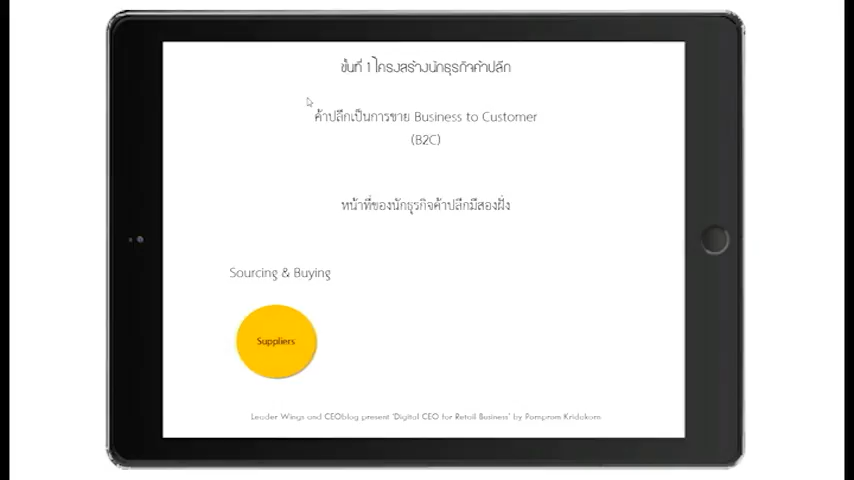 ขั้นที่ 1 โครงสร้างนักธุรกิจค้าปลีก
ค้าปลีกเป็นการขาย Business to Customer
(B2C)
หน้าที่ของนักธุรกิจค้าปลีกมีสองฝั่ง
Sourcing & Buying
Suppliers
Leader Wings and CEOblog present 'Digital CEO for Retail Business' by Pampram Kridakorn